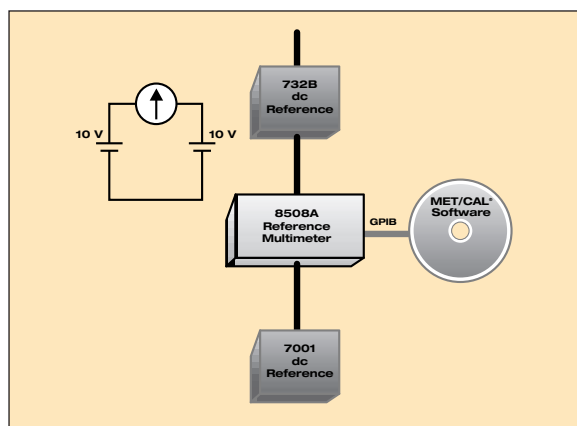 732B
dc
Reference
10 V
10 V
8508A
Reference
Multimeter
GPIB
MET/CAL®
Software
7001
dc
Reference